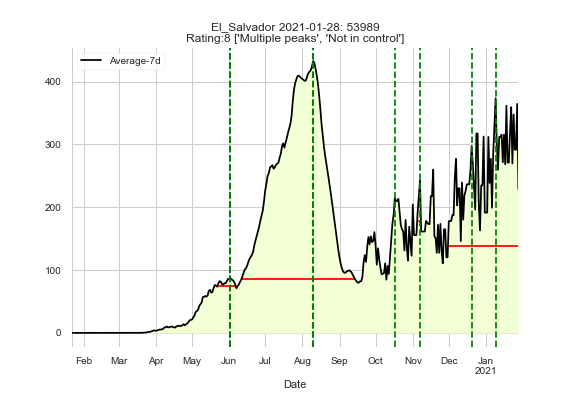 El_Salvador 2021-01-28: 53989
Rating:8 ['Multiple peaks', 'Not in control']
Average-7d
400
300
200
100
0
Feb Mar Apr May Jun Jul Aug Sep Oct Nov Dec Jan
2021
Date